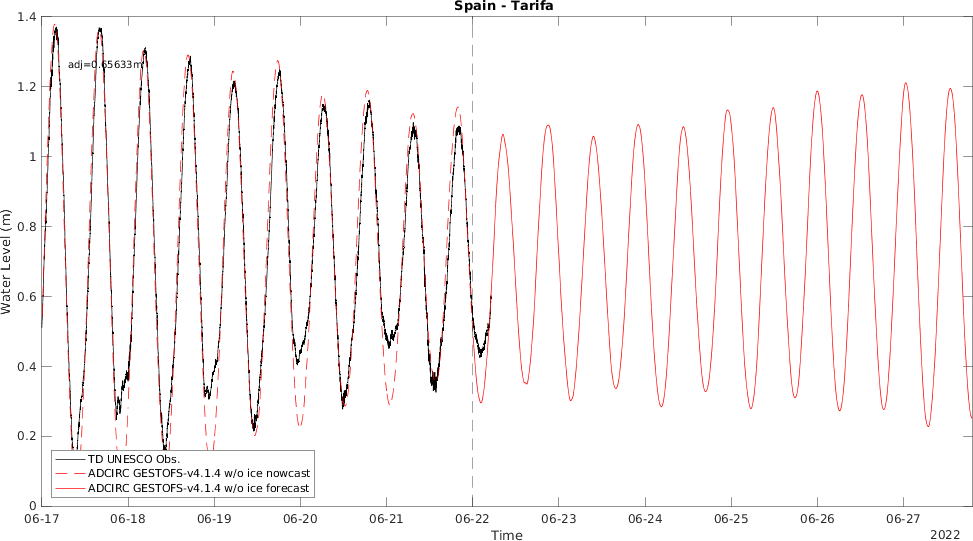 Spain - Tarifa
1.4
1.2
1
0.8
0.6
0.4
0.2
0
Water Level (m)
adj=0.65633m
TD UNESCO Obs.
ADCIRC GESTOFS-v4.1.4 w/o ice nowcast
ADCIRC GESTOFS-v4.1.4 w/o ice forecast
06-17 06-18 06-19 06-20 06-21 06-22 06-23 06-24 06-25 06-26 06-27
Time
2022